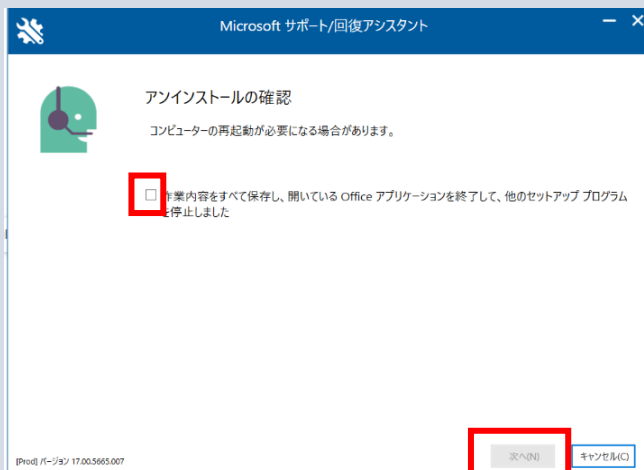 Microsoft サポート/回復アシスタント
アンインストールの確認
コンピューターの再起動が必要になる場合があります。
作業内容をすべて保存し、開いている Office アプリケーションを終了して、他のセットアップ プログラム
を停止しました
[Prod] バージョン 17.00.5665.007
次へ(N)
キャンセル(C)